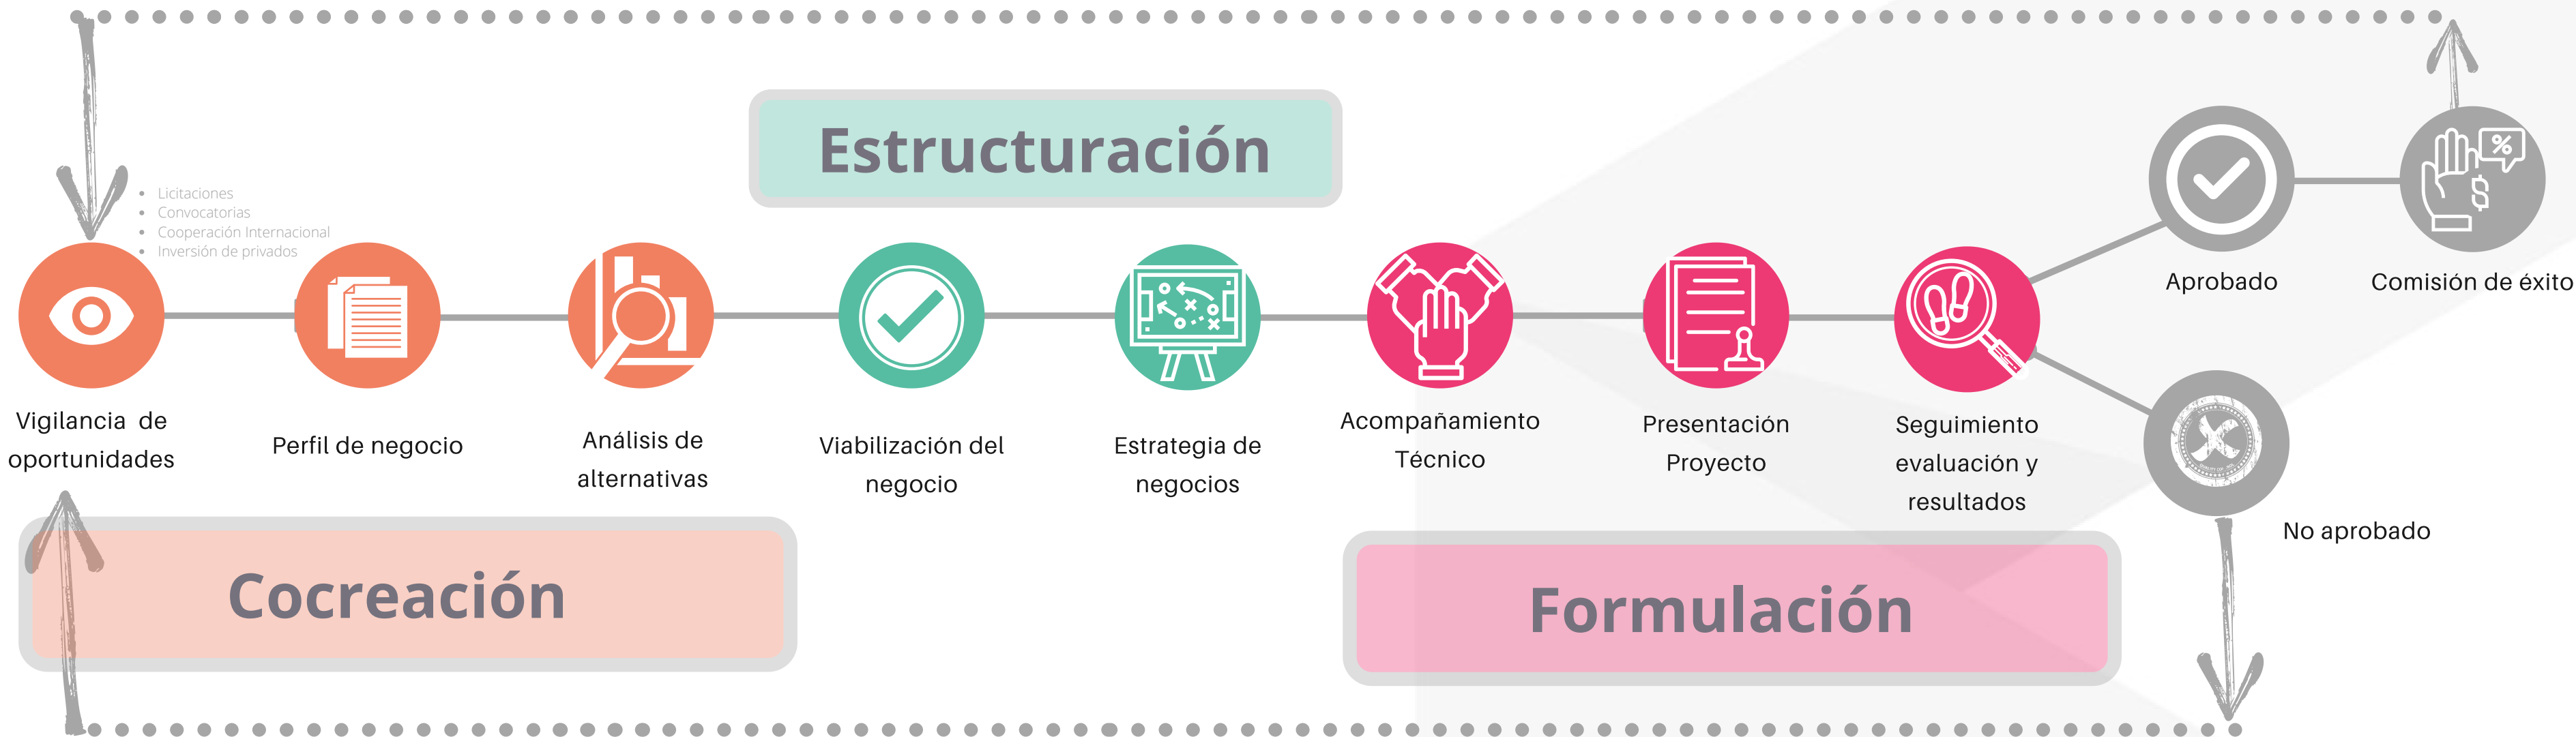 Estructuración
Licitaciones
Convocatorias
Cooperación Internacional
Inversión de privados
Vigilancia de
oportunidades
Perfil de negocio
Análisis de
alternativas
Viabilización del
negocio
Estrategia de
negocios
Acompañamiento
Técnico
Presentación
Proyecto
Seguimiento
evaluación y
resultados
Aprobado
%
$
Comisión de éxito
No aprobado
Cocreación
Formulación